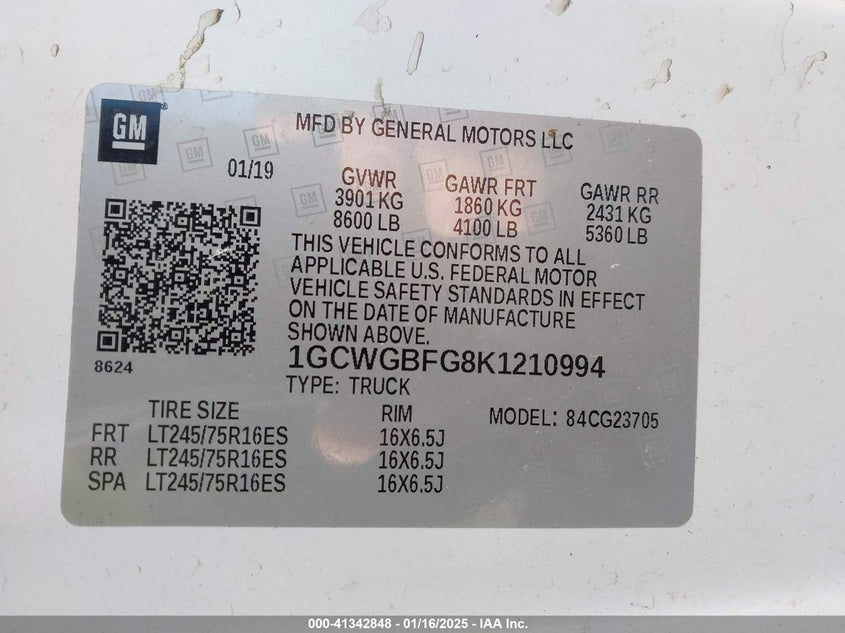 GM
MFD BY GENERAL MOTORS LLC
01/19
GVWR
3901 KG
8600 LB
GAWR FRT
1860 KG
4100 LB
GAWR RR
2431 KG
5360 LB
THIS VEHICLE CONFORMS TO ALL
APPLICABLE U.S. FEDERAL MOTOR
VEHICLE SAFETY STANDARDS IN EFFECT
ON THE DATE OF MANUFACTURE
SHOWN ABOVE.
8624
1GCWGBFG8K1210994
TYPE: TRUCK
TIRE SIZE RIM MODEL: 84CG23705
FRT LT245/75R16ES 16X6.5J
RR LT245/75R16ES 16X6.5J
SPA LT245/75R16ES 16X6.5J
000-41342848 - 01/16/2025 - IAA Inc.